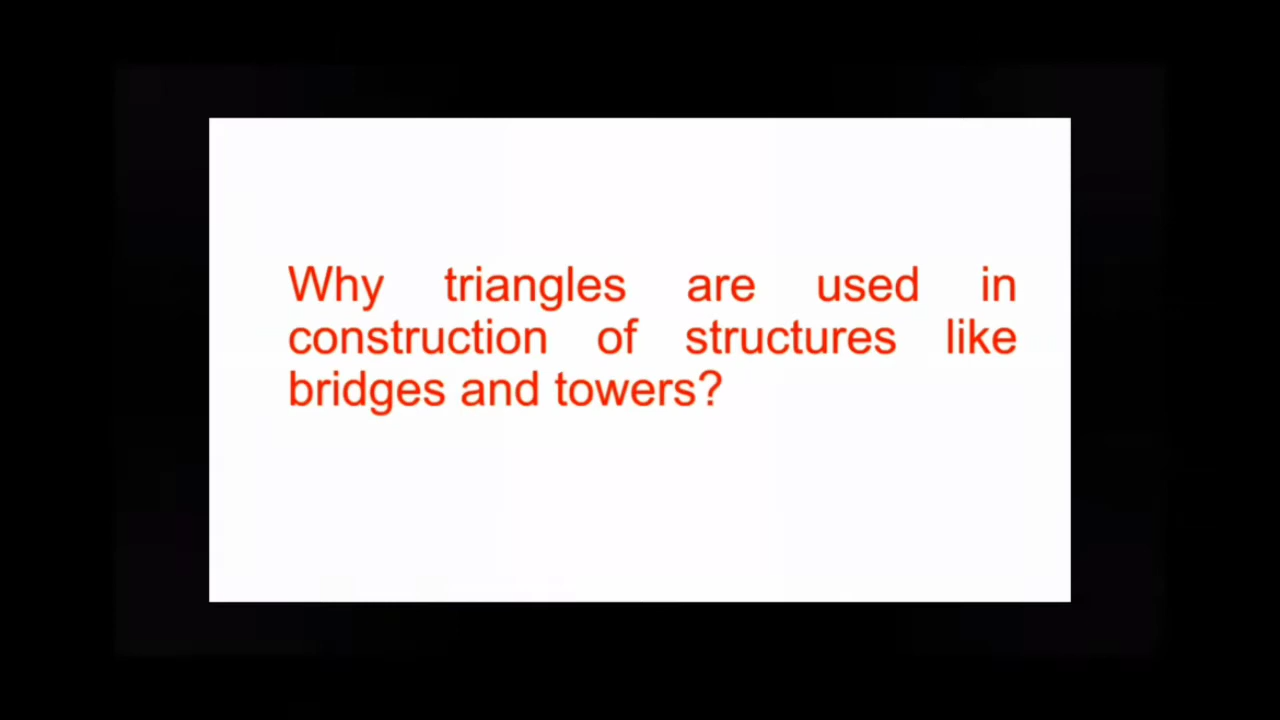 Why triangles are used in
construction of structures like
bridges and towers?